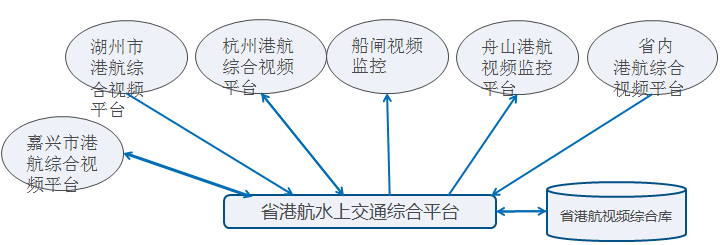 湖州市
港航综
合视频
平台
杭州港航
综合视频
平台
船闸视频
监控
舟山港航
视频监控
平台
省内
港航综合
视频平台
嘉兴市港
航综合视
频平台
省港航水上交通综合平台
省港航视频综合库